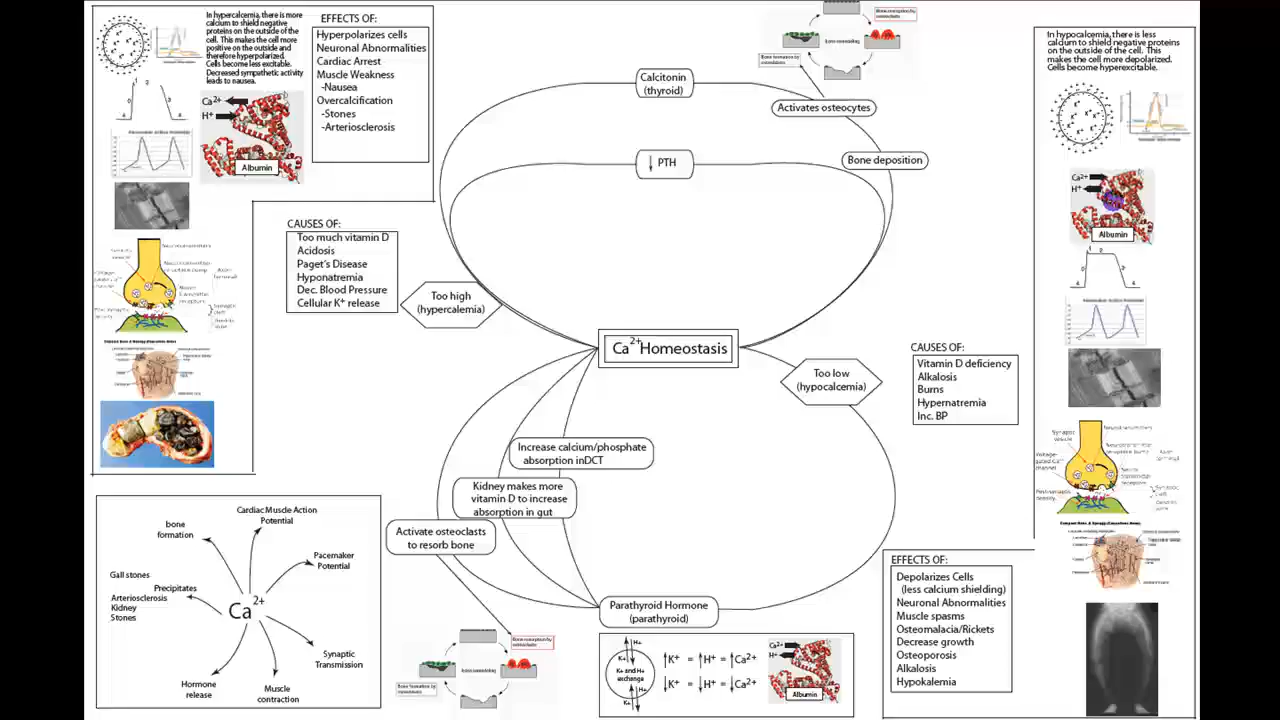 In hypercalcemia, there is more
calcium to shield negative
proteins on the outside of the
cell. This makes the cell more
positive on the outside and
therefore hyperpolarized.
Cells become less excitable.
Decreased sympathetic activity
leads to nausea.
EFFECTS OF:
Hyperpolarizes cells
Neuronal Abnormalities
Cardiac Arrest
Muscle Weakness
-Nausea
Overcalcification
-Stones
-Arteriosclerosis
Ca2+
H+
Albumin
CAUSES OF:
Too much vitamin D
Acidosis
Paget's Disease
Hyponatremia
Dec. Blood Pressure
Cellular K+ release
Too high
(hypercalemia)
Calcitonin
(thyroid)
↓ PTH
Activates osteocytes
Bone deposition
Ca2+ Homeostasis
Too low
(hypocalcemia)
CAUSES OF:
Vitamin D deficiency
Alkalosis
Burns
Hypernatremia
Inc. BP
In hypocalcemia, there is less
calcium to shield negative proteins
on the outside of the cell. This
makes the cell more depolarized.
Cells become hyperexcitable.
Ca2+
H+
Albumin
Increase calcium/phosphate
absorption inDCT
Kidney makes more
vitamin D to increase
absorption in gut
Activate osteoclasts
to resorb bone
Parathyroid Hormone
(parathyroid)
Cardiac Muscle Action
Potential
bone
formation
Pacemaker
Potential
Gall stones
Precipitates
Arteriosclerosis
Kidney
Stones
Ca2+
Synaptic
Transmission
Hormone
release
Muscle
contraction
H+
K+
K+ and H+
exchange
H+
K+
↑K+ = ↑H+ = ↑Ca2+
↓K+ = ↓H+ = ↓Ca2+
Ca2+
H+
Albumin
EFFECTS OF:
Depolarizes Cells
(less calcium shielding)
Neuronal Abnormalities
Muscle spasms
Osteomalacia/Rickets
Decrease growth
Osteoporosis
Alkalosis
Hypokalemia